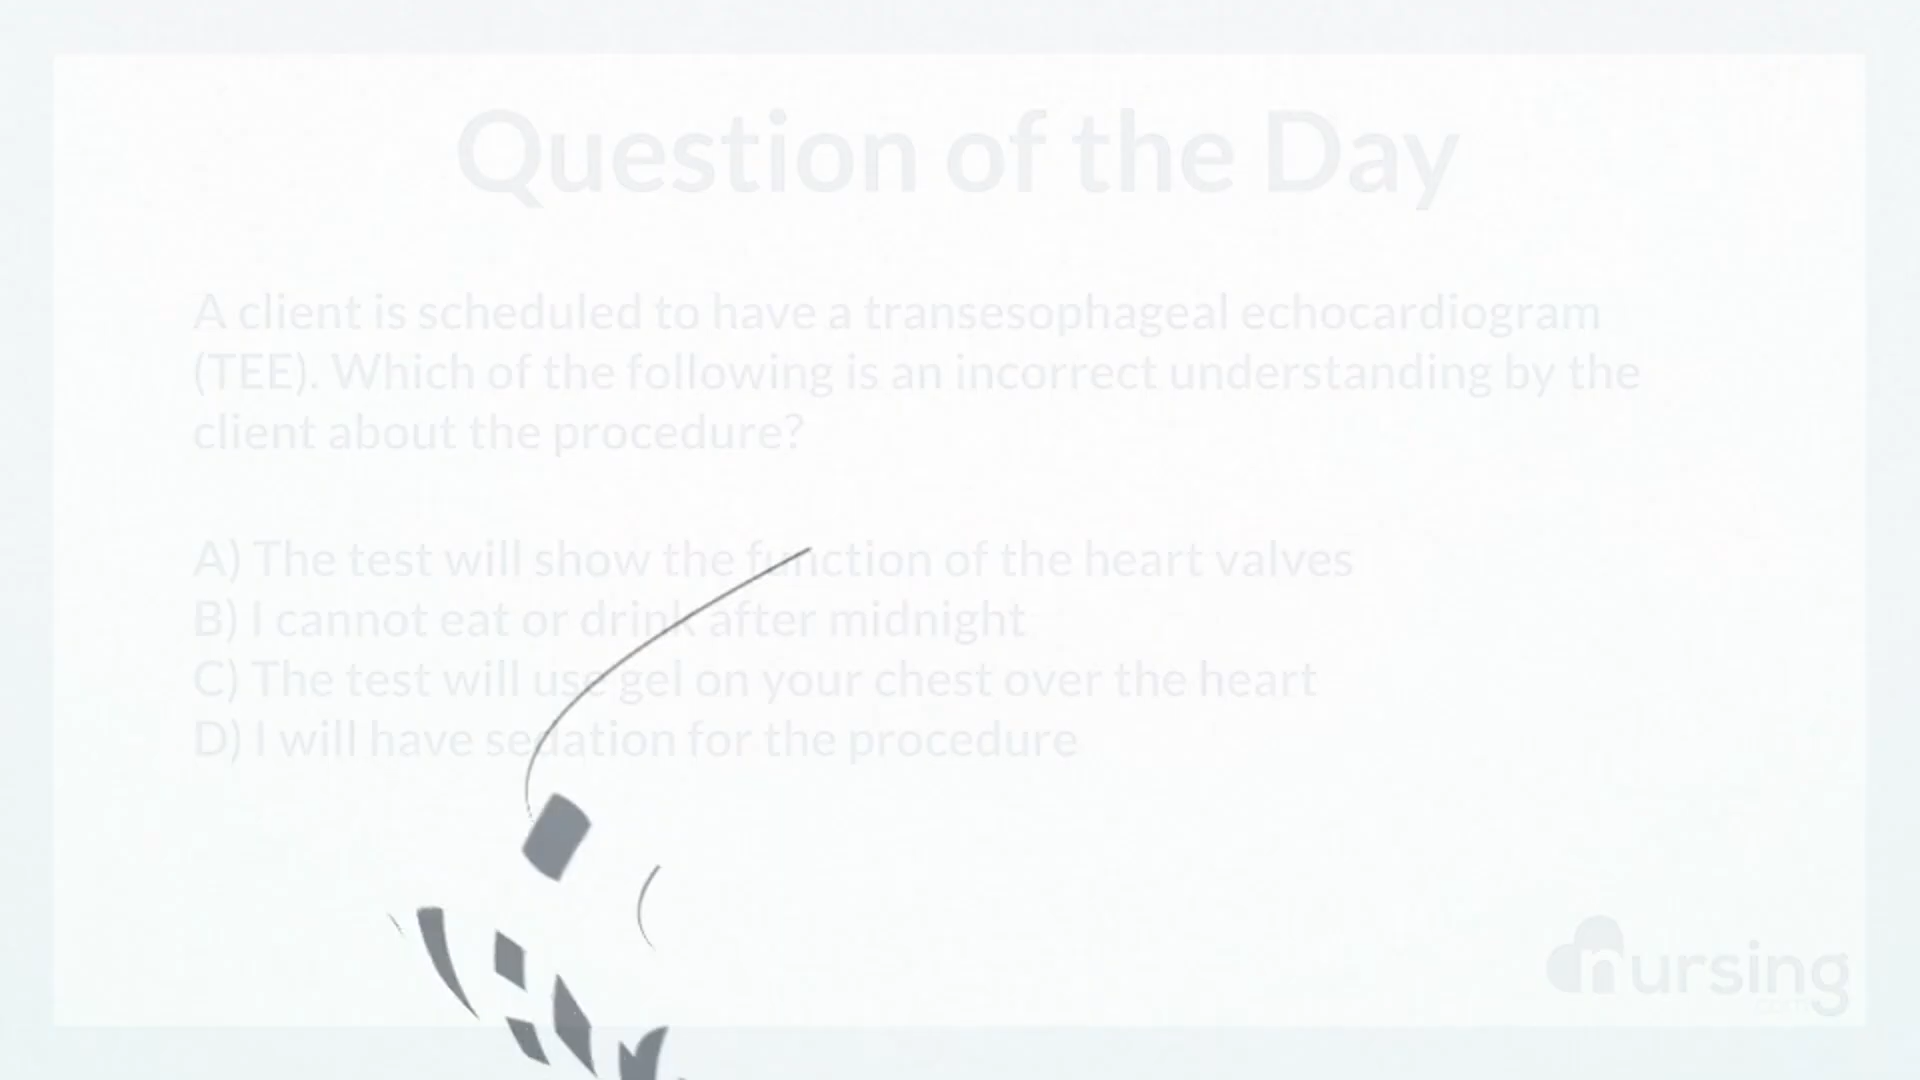 Question of the Day
A client is scheduled to have a transesophageal echocardiogram
(TEE). Which of the following is an incorrect understanding by the
client about the procedure?
A) The test will show the function of the heart valves
B) I cannot eat or drink after midnight
C) The test will use gel on your chest over the heart
D) I will have sedation for the procedure
nursing
.com